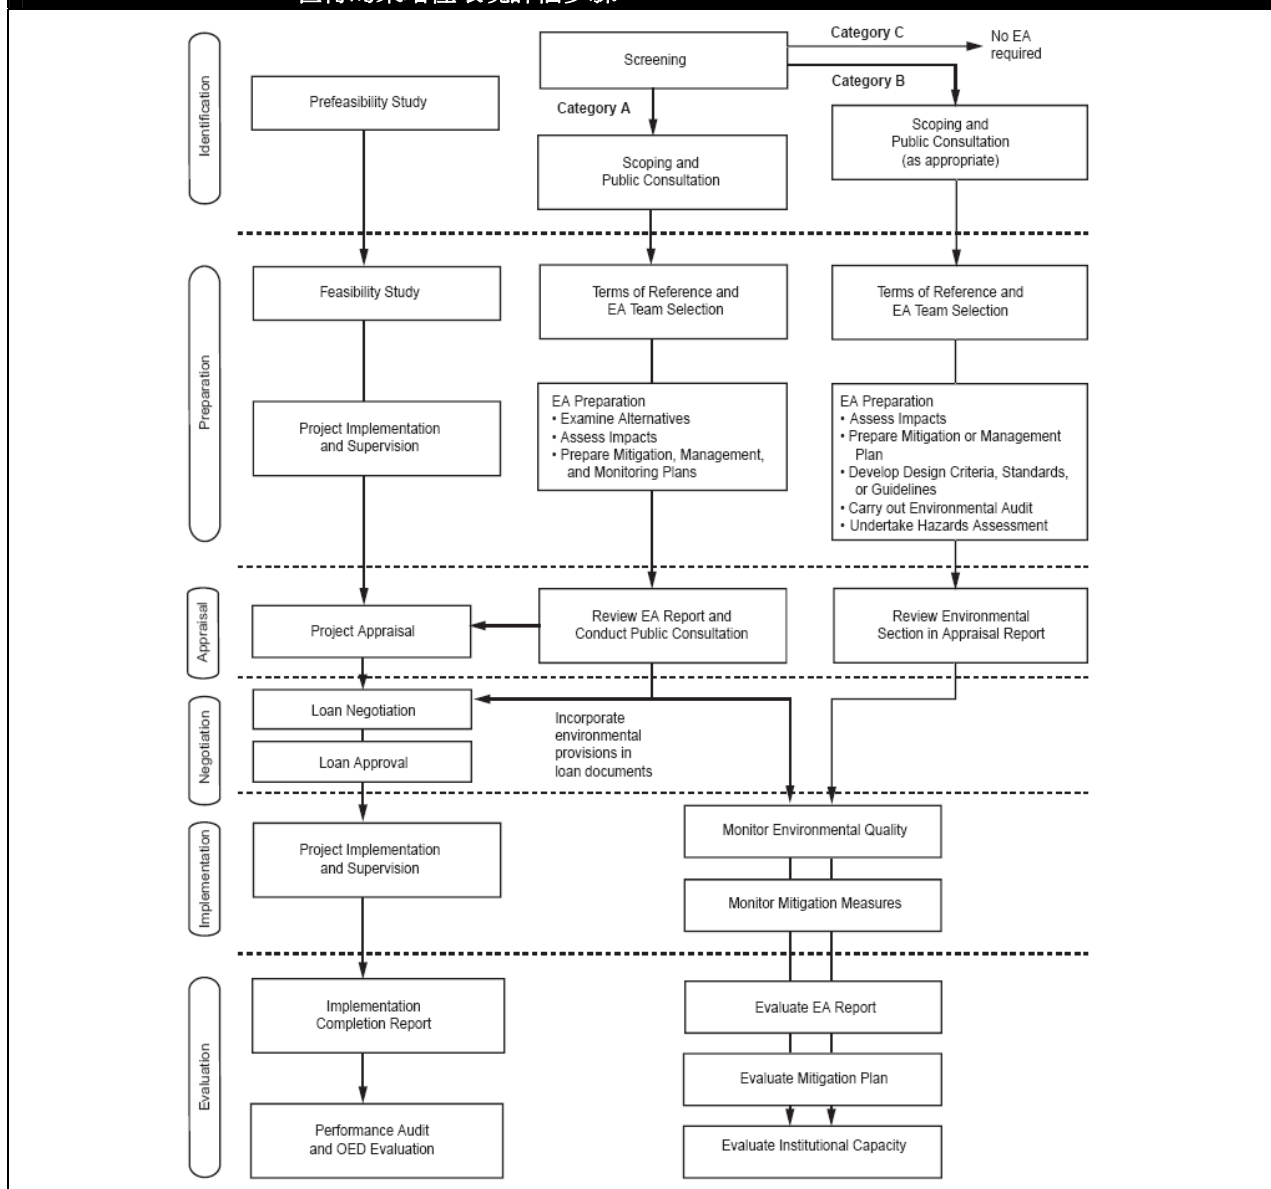 Identification
Prefeasibility Study
Screening
Category C
No EA
required
Category B
Category A
Scoping and
Public Consultation
Scoping and
Public Consultation
(as appropriate)
Preparation
Feasibility Study
Project Implementation
and Supervision
Terms of Reference and
EA Team Selection
EA Preparation
• Examine Alternatives
• Assess Impacts
• Prepare Mitigation, Management,
and Monitoring Plans
Terms of Reference and
EA Team Selection
EA Preparation
• Assess Impacts
• Prepare Mitigation or Management
Plan
• Develop Design Criteria, Standards,
or Guidelines
• Carry out Environmental Audit
• Undertake Hazards Assessment
Appraisal
Project Appraisal
Review EA Report and
Conduct Public Consultation
Review Environmental
Section in Appraisal Report
Negotiation
Loan Negotiation
Loan Approval
Incorporate
environmental
provisions in
loan documents
Implementation
Project Implementation
and Supervision
Monitor Environmental Quality
Monitor Mitigation Measures
Evaluation
Implementation
Completion Report
Performance Audit
and OED Evaluation
Evaluate EA Report
Evaluate Mitigation Plan
Evaluate Institutional Capacity